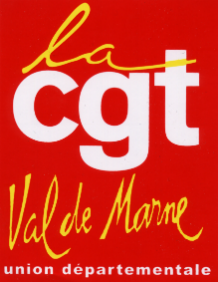 la
cgt
Val de Marne
union départementale